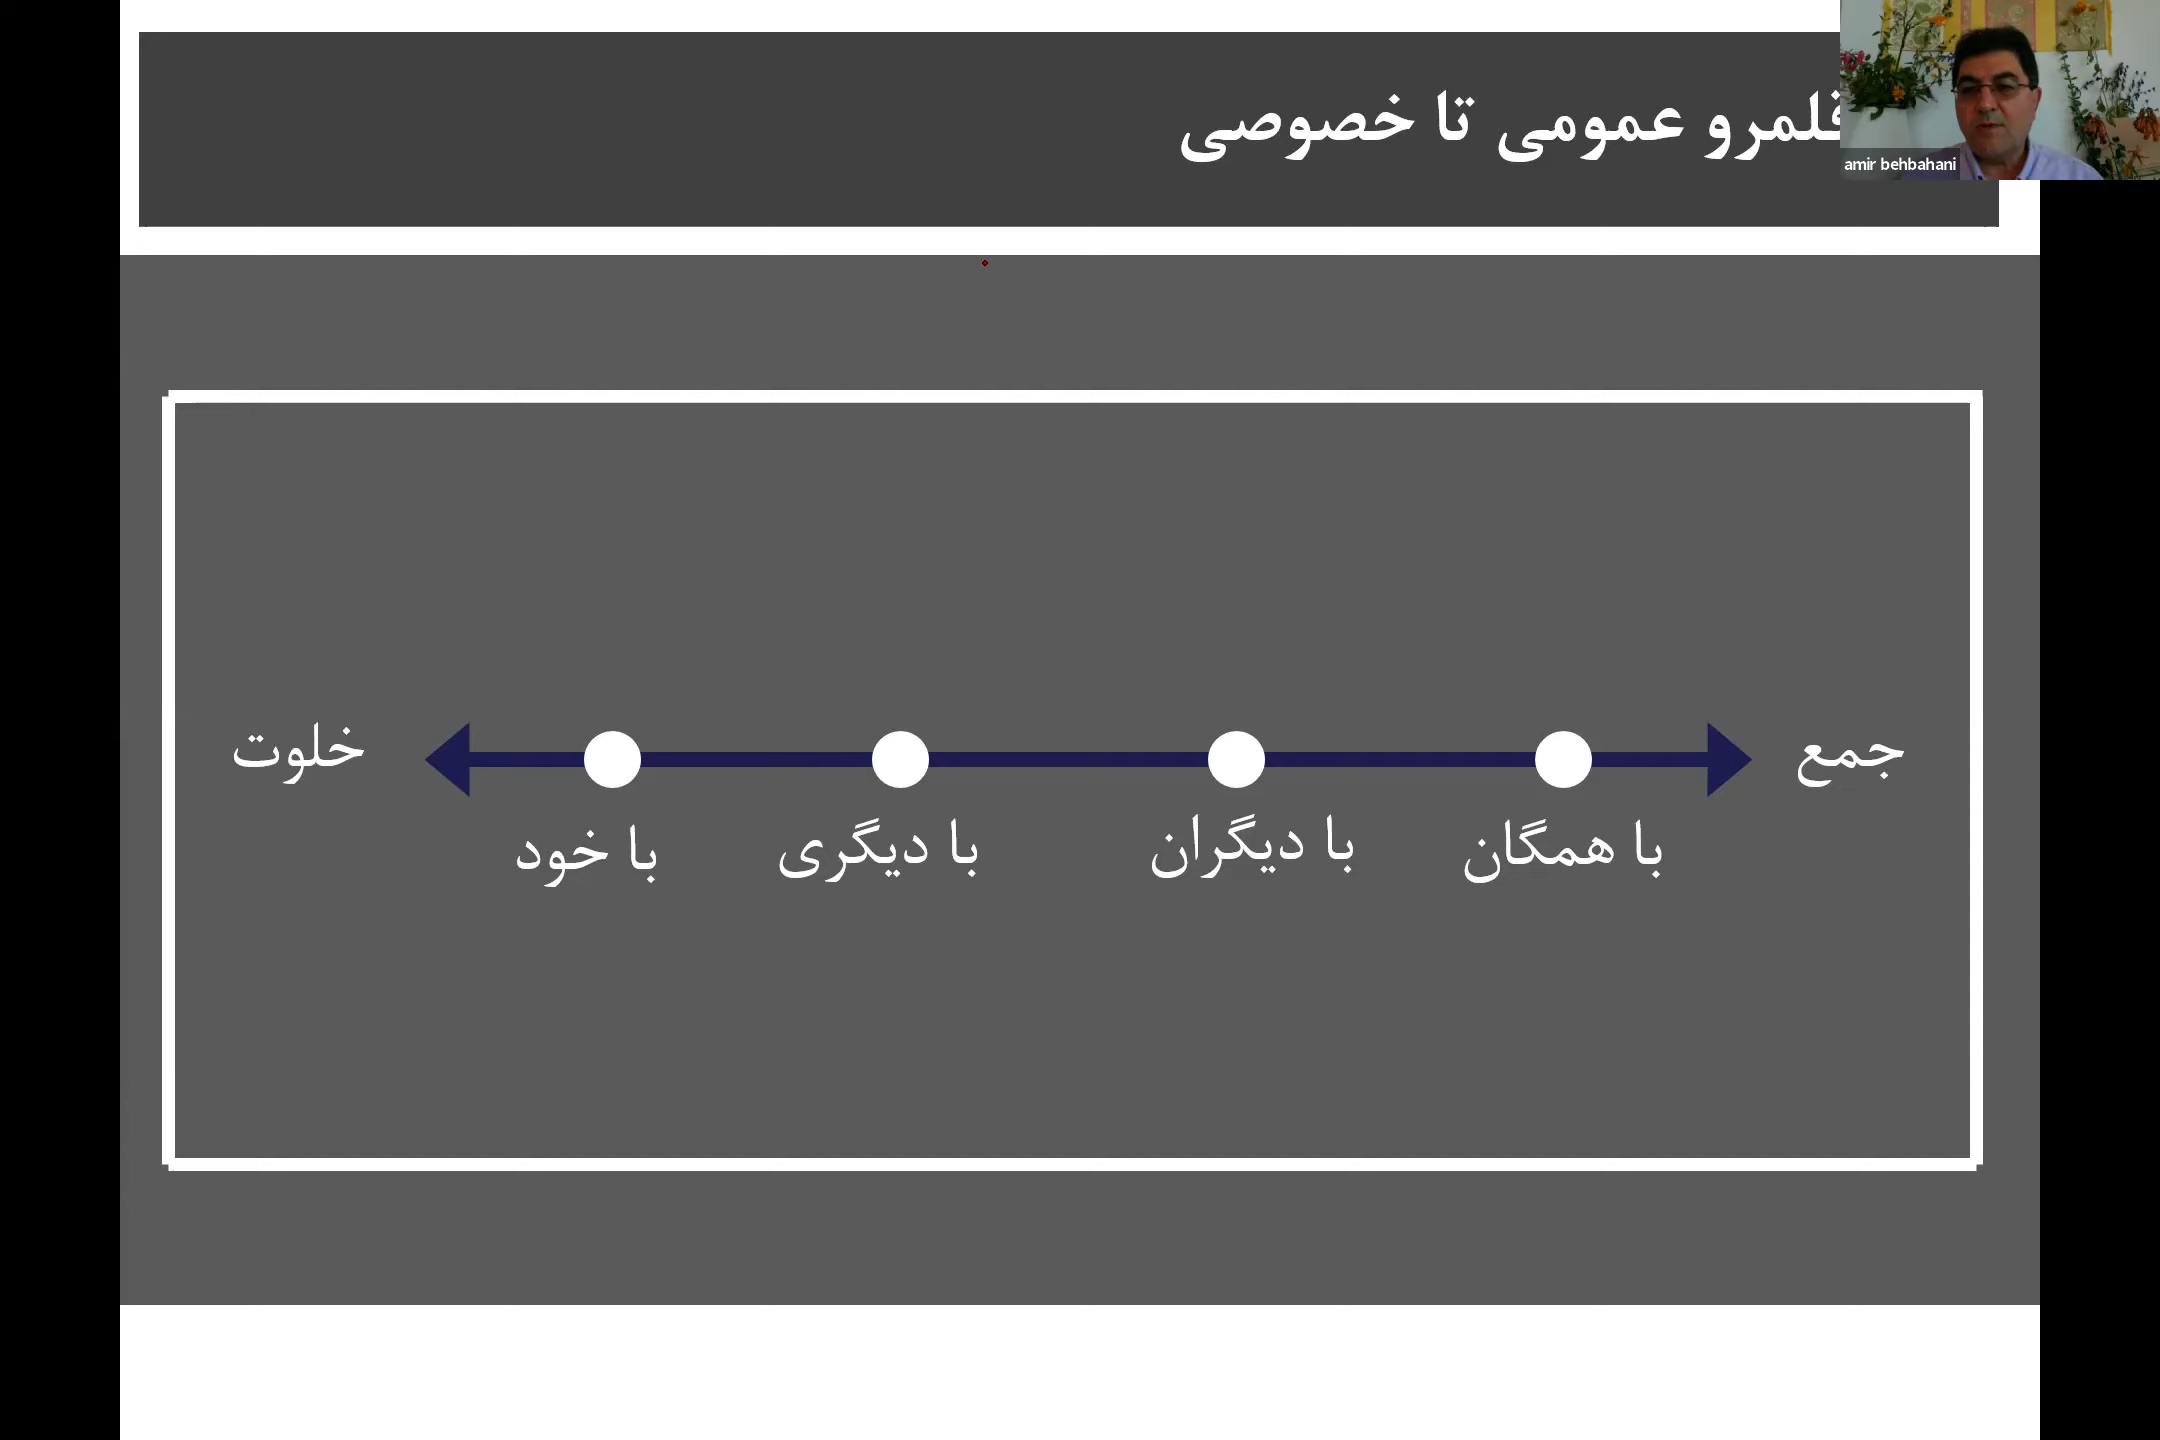 قلمرو عمومی تا خصوصی
amir behbahani
جمع
خلوت
با همگان
با دیگران
با دیگری
با خود